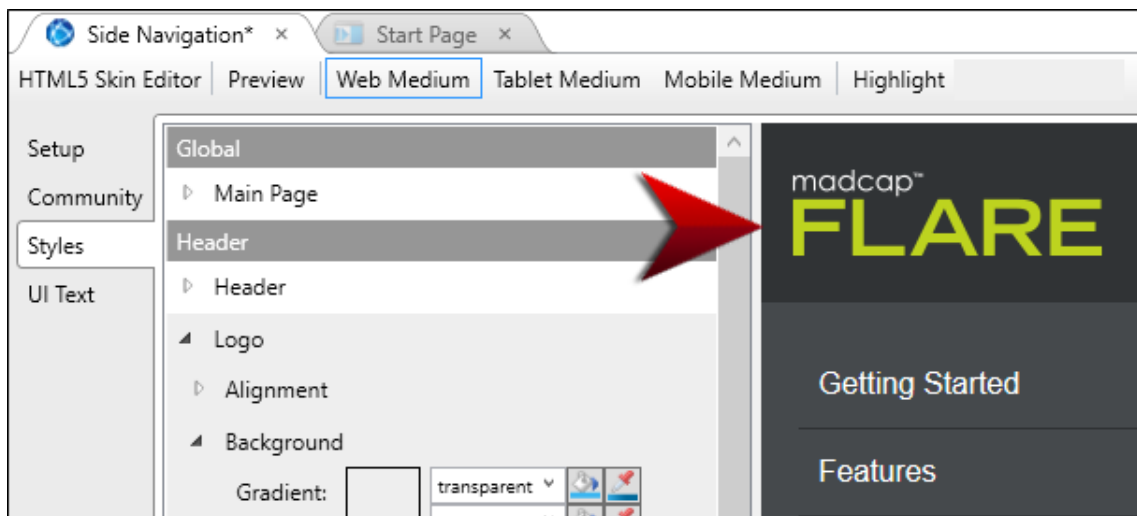 Side Navigation* × Start Page ×
HTML5 Skin Editor Preview Web Medium Tablet Medium Mobile Medium Highlight
Setup
Community
Styles
UI Text
Global
Main Page
Header
Header
Logo
Alignment
Background
Gradient: transparent
madcap™
FLARE
Getting Started
Features